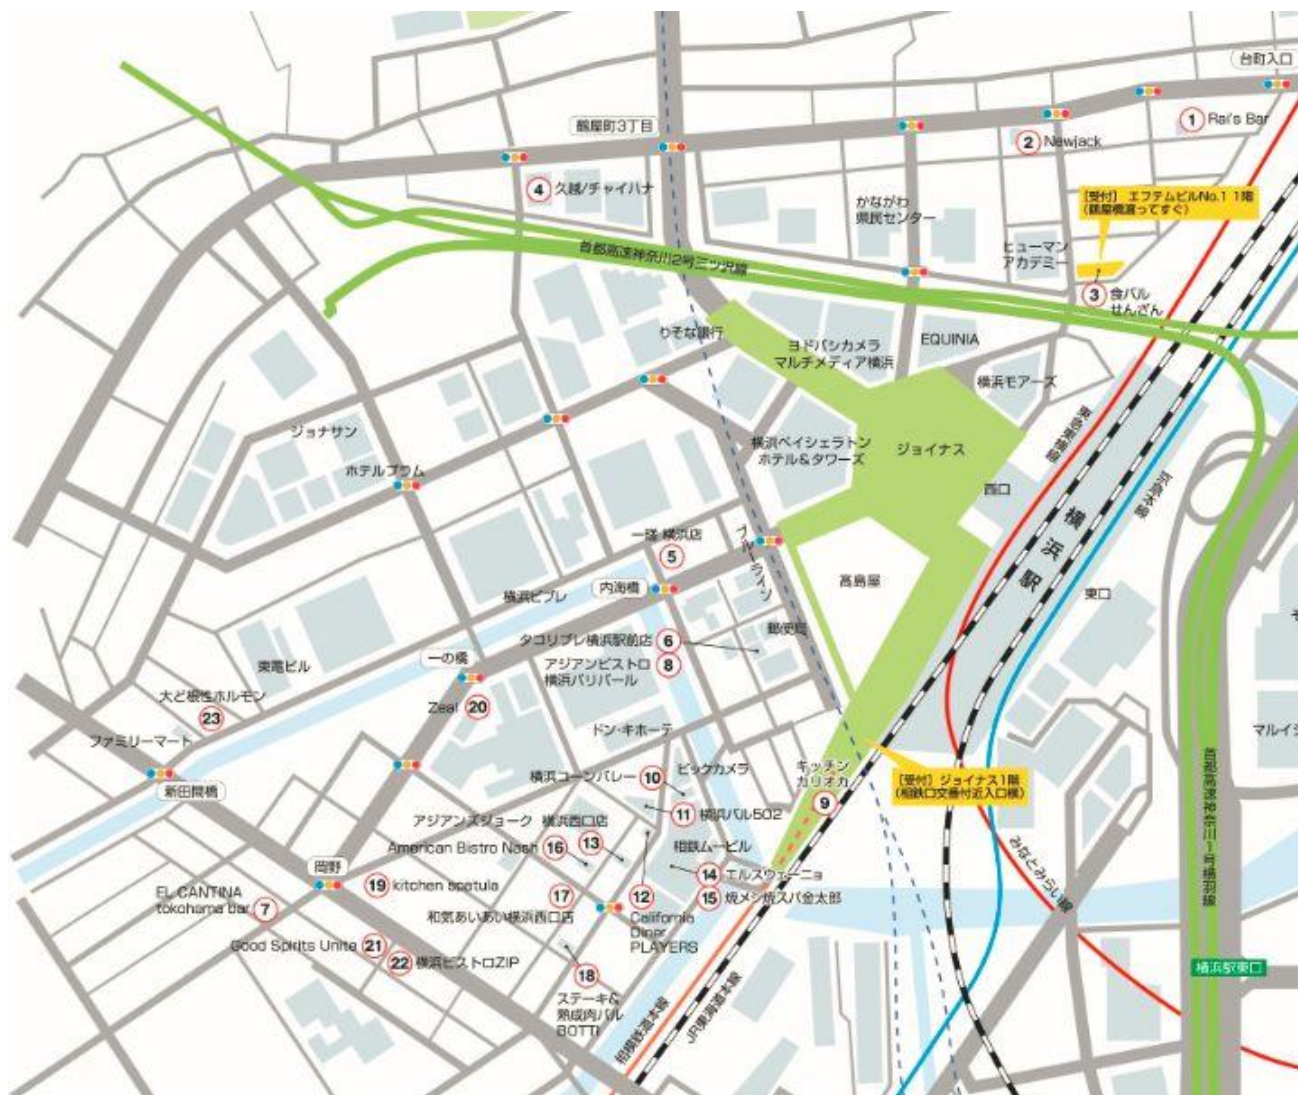 台町入口
① Rai's Bar
鶴屋町3丁目
② Newjack
④ 久越/チャイハナ
かながわ
県民センター
[受付] エフテムビルNo.1 1階
(鶴屋橋渡ってすぐ)
ヒューマン
アカデミー
首都高速神奈川2号三ツ沢線
③ 食バル
せんざん
りそな銀行
ヨドバシカメラ
マルチメディア横浜
EQUINIA
横浜モアーズ
東急東横線
ジョナサン
横浜ベイシェラトン
ホテル&タワーズ
ジョイナス
ホテルプラム
西口
京急本線
横浜駅
一瑳 横浜店
⑤
ブルーライン
内海橋
高島屋
東口
横浜ビブレ
郵便局
タコリブレ横浜駅前店 ⑥
アジアンビストロ ⑧
横浜バリバール
一の橋
東電ビル
大ど根性ホルモン
㉓
Zeal ⑳
ドン・キホーテ
ファミリーマート
マルイシ
新田間橋
横浜コーンバレー ⑩
ビックカメラ
キッチン
カリオカ
⑨
[受付] ジョイナス1階
(相鉄口交番付近入口横)
首都高速神奈川1号横羽線
⑪ 横浜バル502
アジアンズジョーク 横浜西口店
⑬
American Bistro Nash ⑯
相鉄ムービル
みなとみらい線
岡野
⑭ エルスウェーニョ
⑲ kitchen spatula
⑮ 焼メシ焼スパ金太郎
EL CANTINA
tokohama bar ⑦
⑰
和気あいあい横浜西口店
⑫
California
Diner
PLAYERS
Good Spirits Unite ㉑
㉒ 横浜ビストロZIP
横浜駅東口
⑱
ステーキ&
熟成肉バル
BOTTI
相模鉄道本線
JR東海道本線